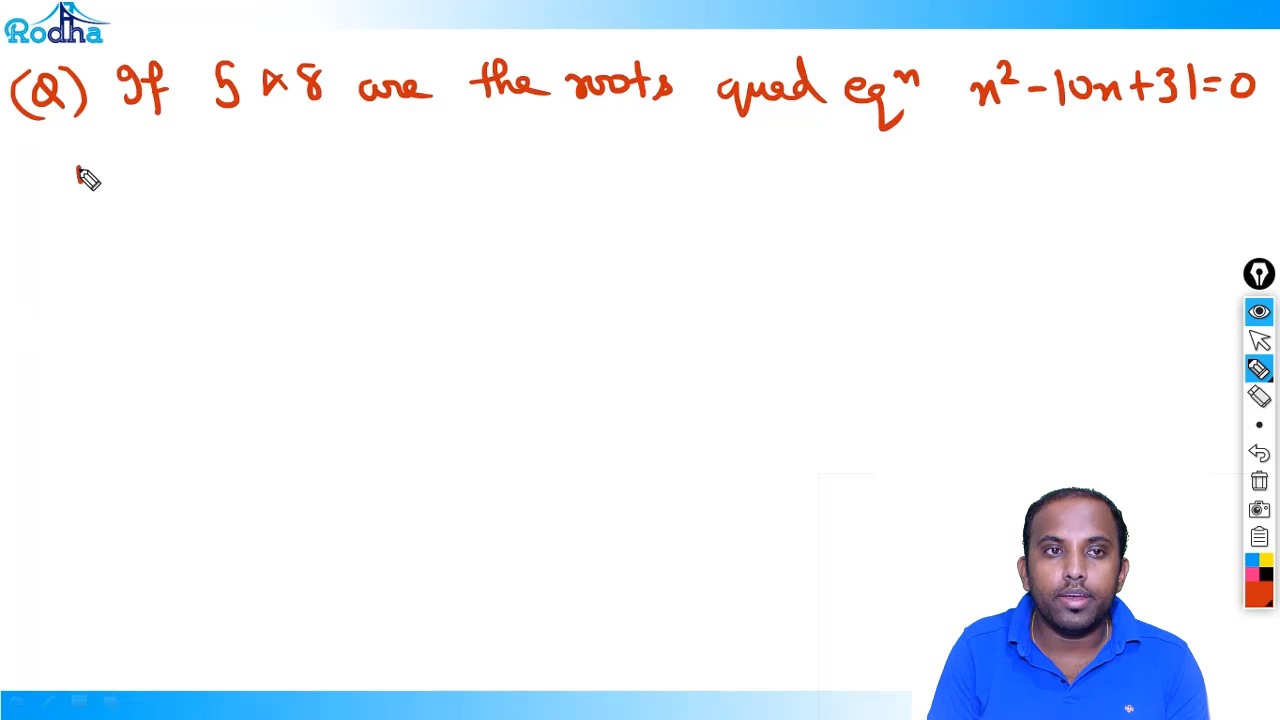 Rodha
(Q) If 5 & 8 are the roots quad eqⁿ x² - 10x + 31 = 0